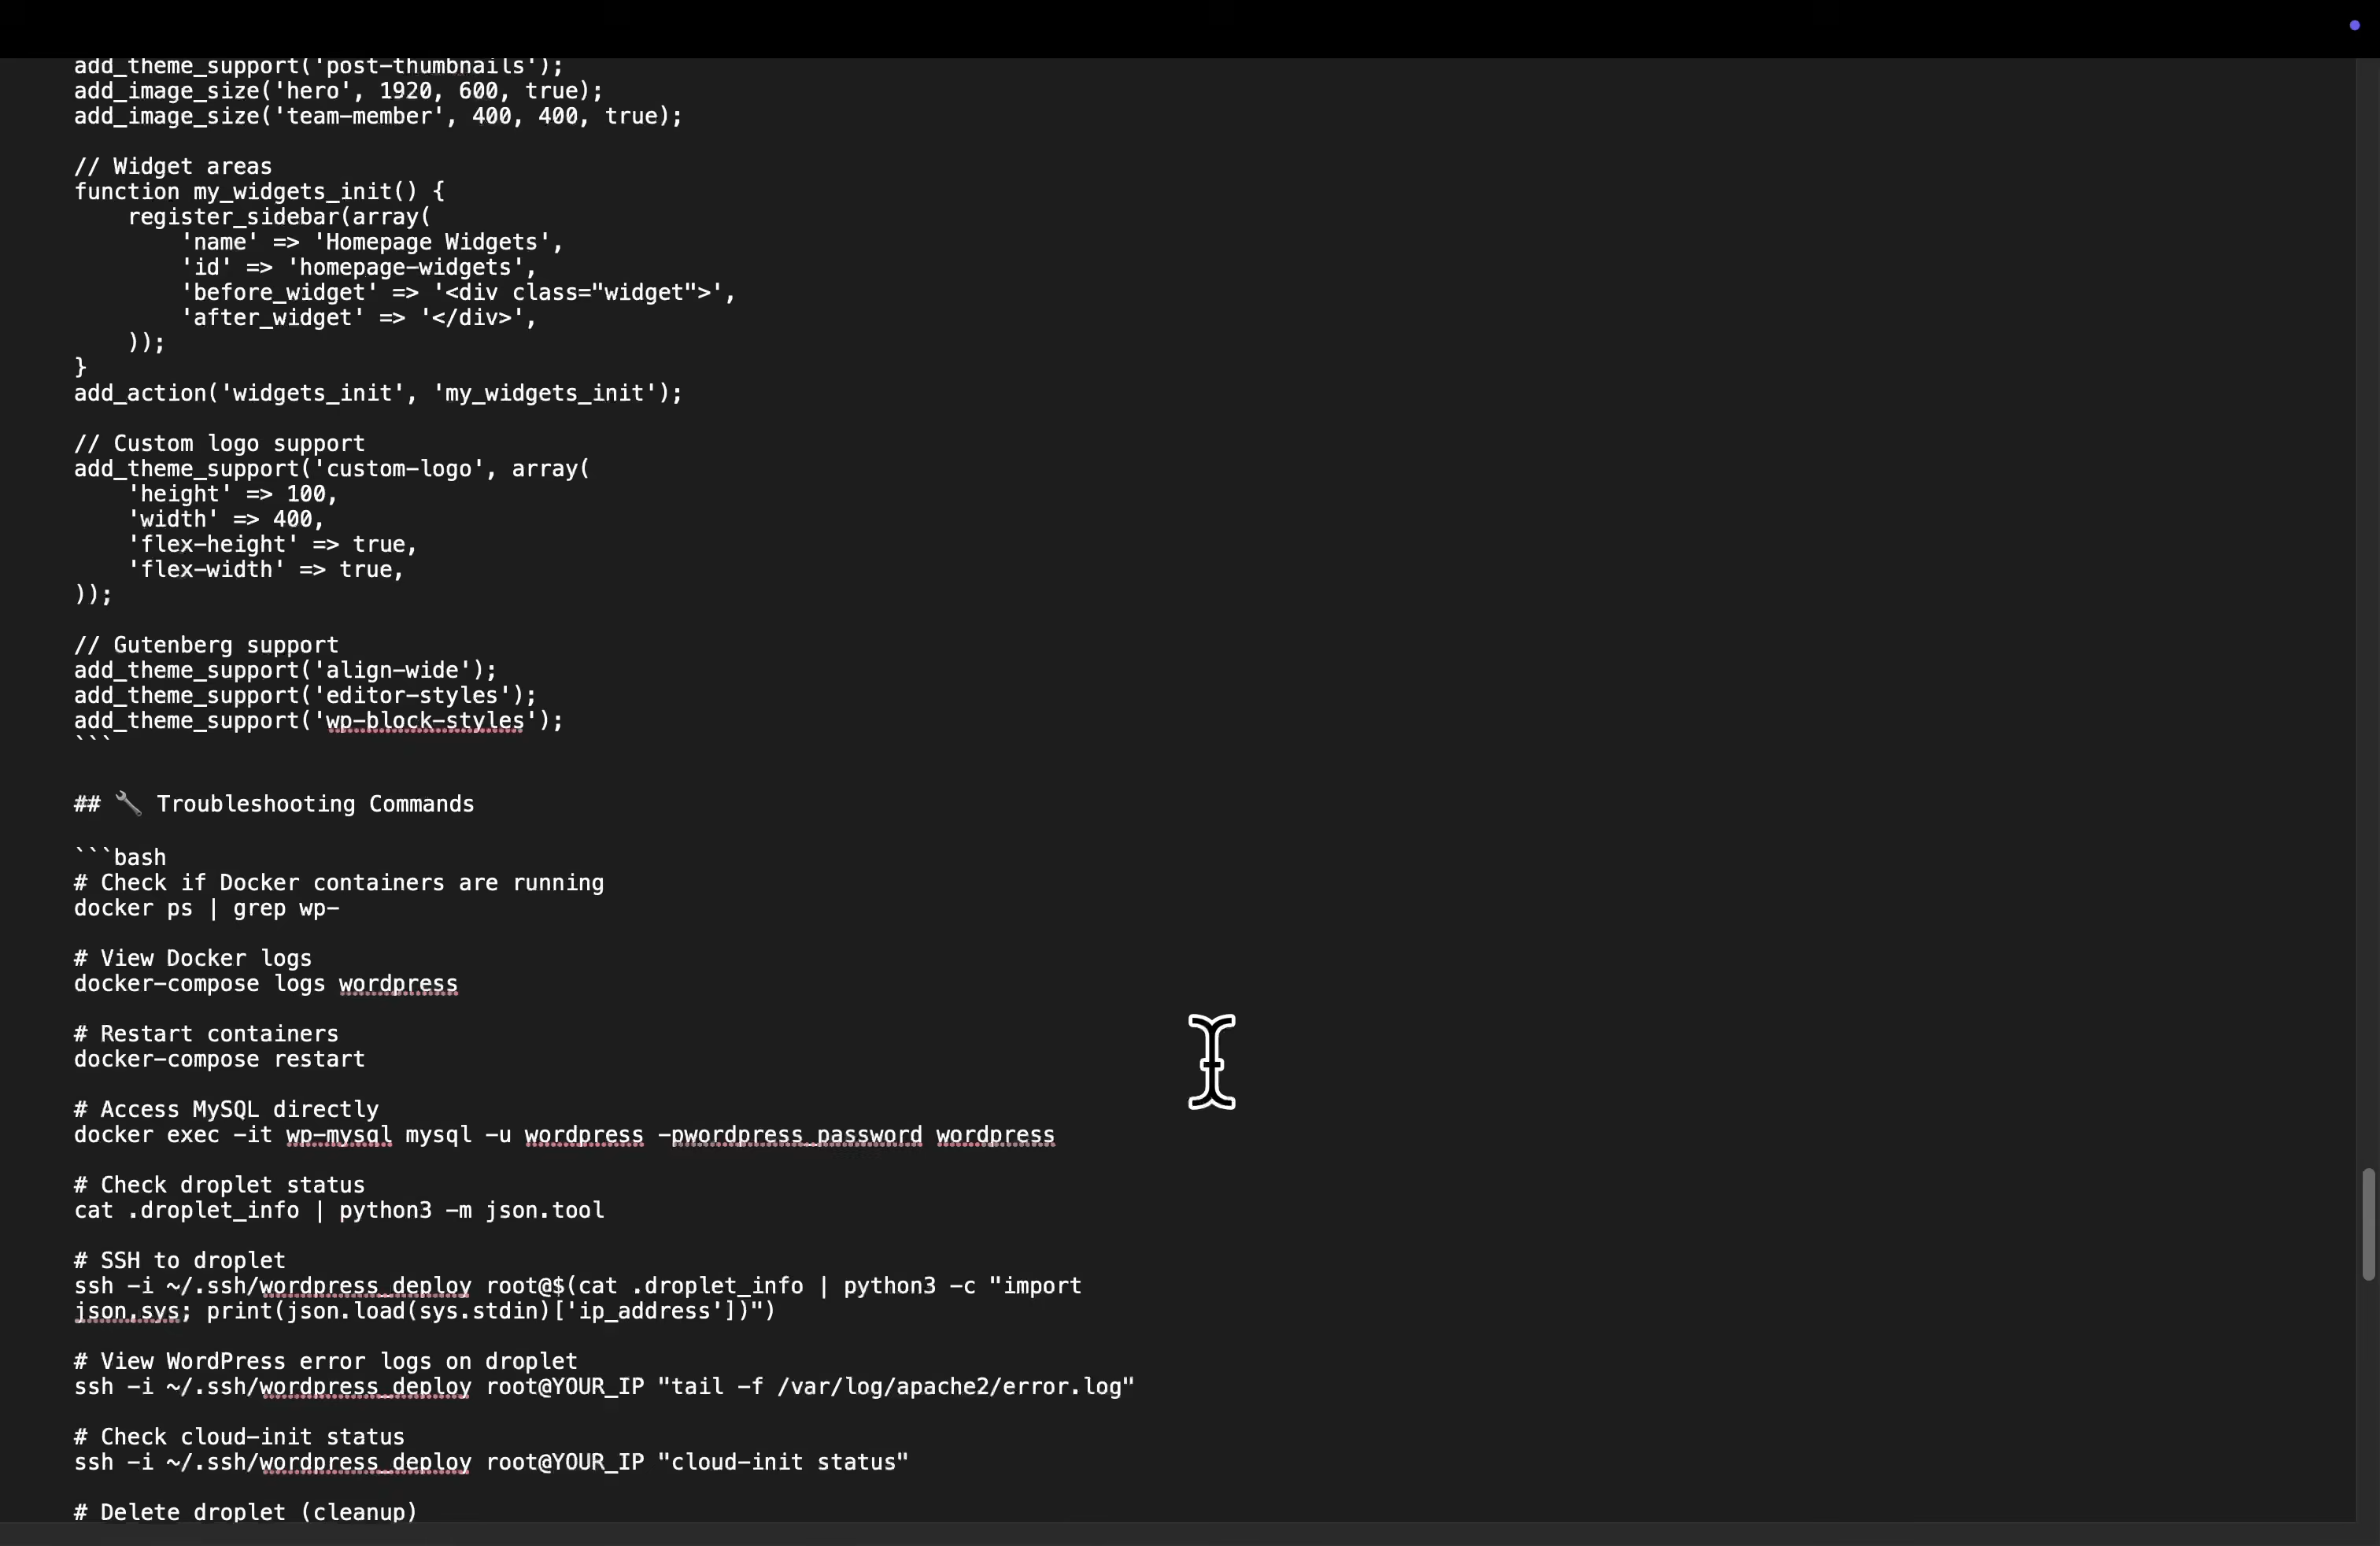 add_theme_support('post-thumbnails');
add_image_size('hero', 1920, 600, true);
add_image_size('team-member', 400, 400, true);

// Widget areas
function my_widgets_init() {
    register_sidebar(array(
        'name' => 'Homepage Widgets',
        'id' => 'homepage-widgets',
        'before_widget' => '<div class="widget">',
        'after_widget' => '</div>',
    ));
}
add_action('widgets_init', 'my_widgets_init');

// Custom logo support
add_theme_support('custom-logo', array(
    'height' => 100,
    'width' => 400,
    'flex-height' => true,
    'flex-width' => true,
));

// Gutenberg support
add_theme_support('align-wide');
add_theme_support('editor-styles');
add_theme_support('wp-block-styles');
```

## 🔧 Troubleshooting Commands

```bash
# Check if Docker containers are running
docker ps | grep wp-

# View Docker logs
docker-compose logs wordpress

# Restart containers
docker-compose restart

# Access MySQL directly
docker exec -it wp-mysql mysql -u wordpress -pwordpress_password wordpress

# Check droplet status
cat .droplet_info | python3 -m json.tool

# SSH to droplet
ssh -i ~/.ssh/wordpress_deploy root@$(cat .droplet_info | python3 -c "import
json,sys; print(json.load(sys.stdin)['ip_address'])")

# View WordPress error logs on droplet
ssh -i ~/.ssh/wordpress_deploy root@YOUR_IP "tail -f /var/log/apache2/error.log"

# Check cloud-init status
ssh -i ~/.ssh/wordpress_deploy root@YOUR_IP "cloud-init status"

# Delete droplet (cleanup)